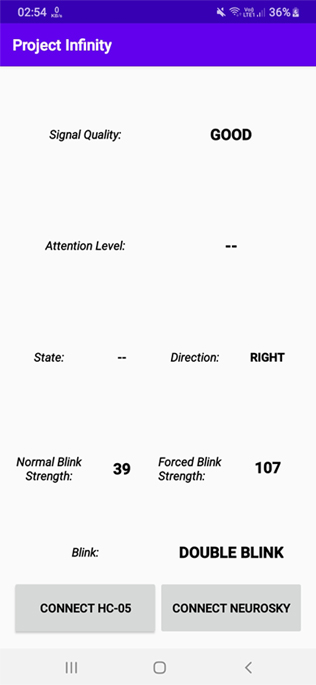 02:54 0 KB/s Vo) LTE1 36%
Project Infinity
Signal Quality: GOOD
Attention Level: --
State: -- Direction: RIGHT
Normal Blink Strength: 39 Forced Blink Strength: 107
Blink: DOUBLE BLINK
CONNECT HC-05 CONNECT NEUROSKY